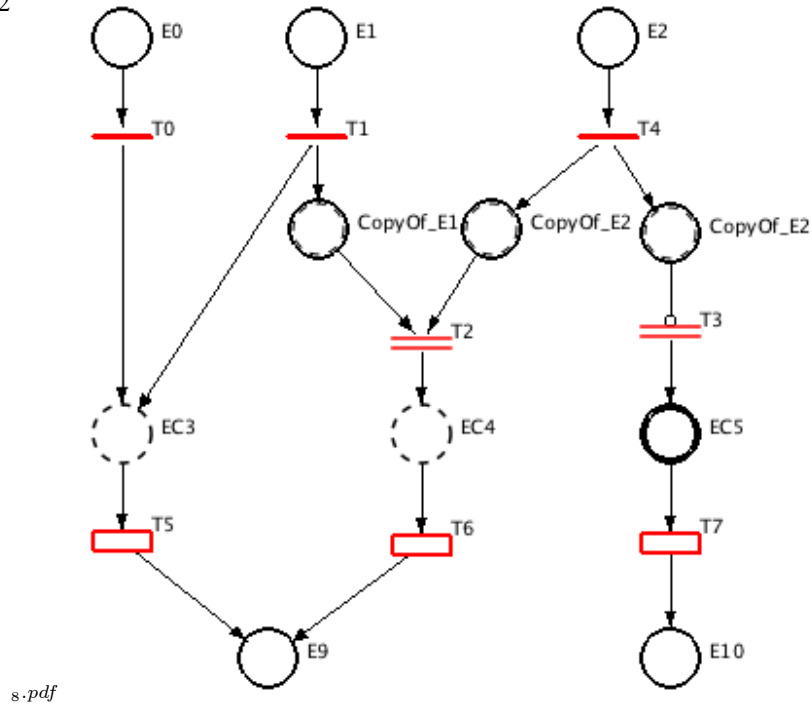 2
E0 E1 E2
T0 T1 T4
CopyOf_E1 CopyOf_E2 CopyOf_E2
T2 T3
EC3 EC4 EC5
T5 T6 T7
E9 E10
8.pdf